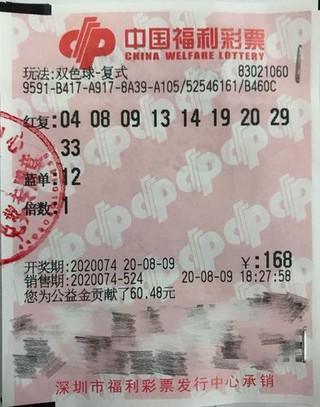 中国福利彩票
CHINA WELFARE LOTTERY
玩法:双色球-复式 83021060
9591-B417-A917-8A39-A105/52546161/B460C
红复:04 08 09 13 14 19 20 29
33
蓝单:12
倍数:1
开奖期:2020074 20-08-09 ¥:168
销售期:2020074-524 20-08-09 18:27:58
您为公益金贡献了60.48元
深圳市福利彩票发行中心承销